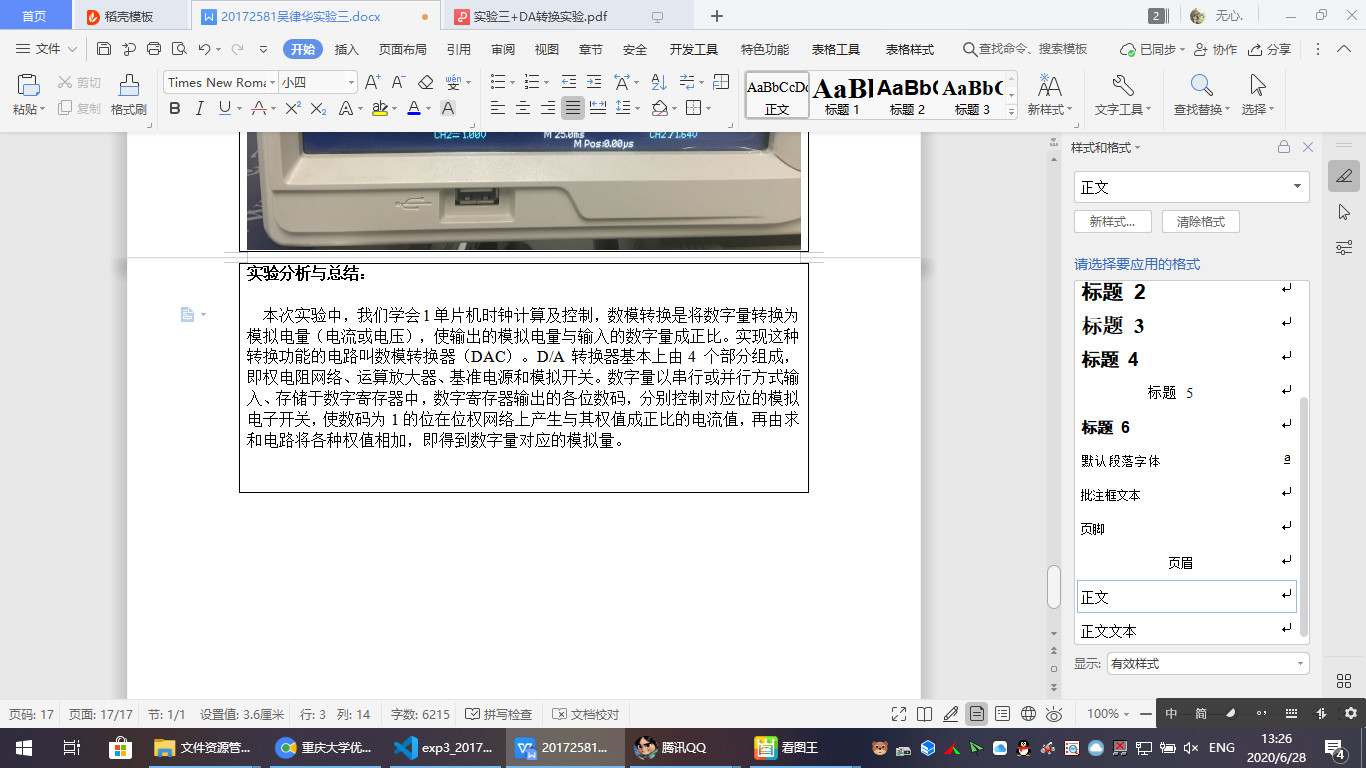 首页
稻壳模板
20172581吴律华实验三.docx
实验三+DA转换实验.pdf
2
无心.
文件
开始
插入
页面布局
引用
审阅
视图
章节
安全
开发工具
特色功能
表格工具
表格样式
查找命令、搜索模板
已同步
协作
分享
粘贴
剪切
复制
格式刷
Times New Roma
小四
AaBbCcDd
正文
AaBl
标题 1
AaBb(
标题 2
AaBbC
标题 3
新样式
文字工具
查找替换
选择
CH2= 1.00V
M 25.0ms
M Pos:0.00μs
CH2 / 1.64V
实验分析与总结：
本次实验中，我们学会1单片机时钟计算及控制，数模转换是将数字量转换为
模拟电量（电流或电压），使输出的模拟电量与输入的数字量成正比。实现这种
转换功能的电路叫数模转换器（DAC）。D/A 转换器基本上由 4 个部分组成，
即权电阻网络、运算放大器、基准电源和模拟开关。数字量以串行或并行方式输
入、存储于数字寄存器中，数字寄存器输出的各位数码，分别控制对应位的模拟
电子开关，使数码为 1 的位在位权网络上产生与其权值成正比的电流值，再由求
和电路将各种权值相加，即得到数字量对应的模拟量。
样式和格式
正文
新样式...
清除格式
请选择要应用的格式
标题 2
标题 3
标题 4
标题 5
标题 6
默认段落字体
a
批注框文本
页脚
页眉
正文
正文文本
显示: 有效样式
页码: 17
页面: 17/17
节: 1/1
设置值: 3.6厘米
行: 3
列: 14
字数: 6215
拼写检查
文档校对
100%
中
简
文件资源管...
重庆大学优...
exp3_2017...
20172581...
腾讯QQ
看图王
ENG
13:26
2020/6/28
4